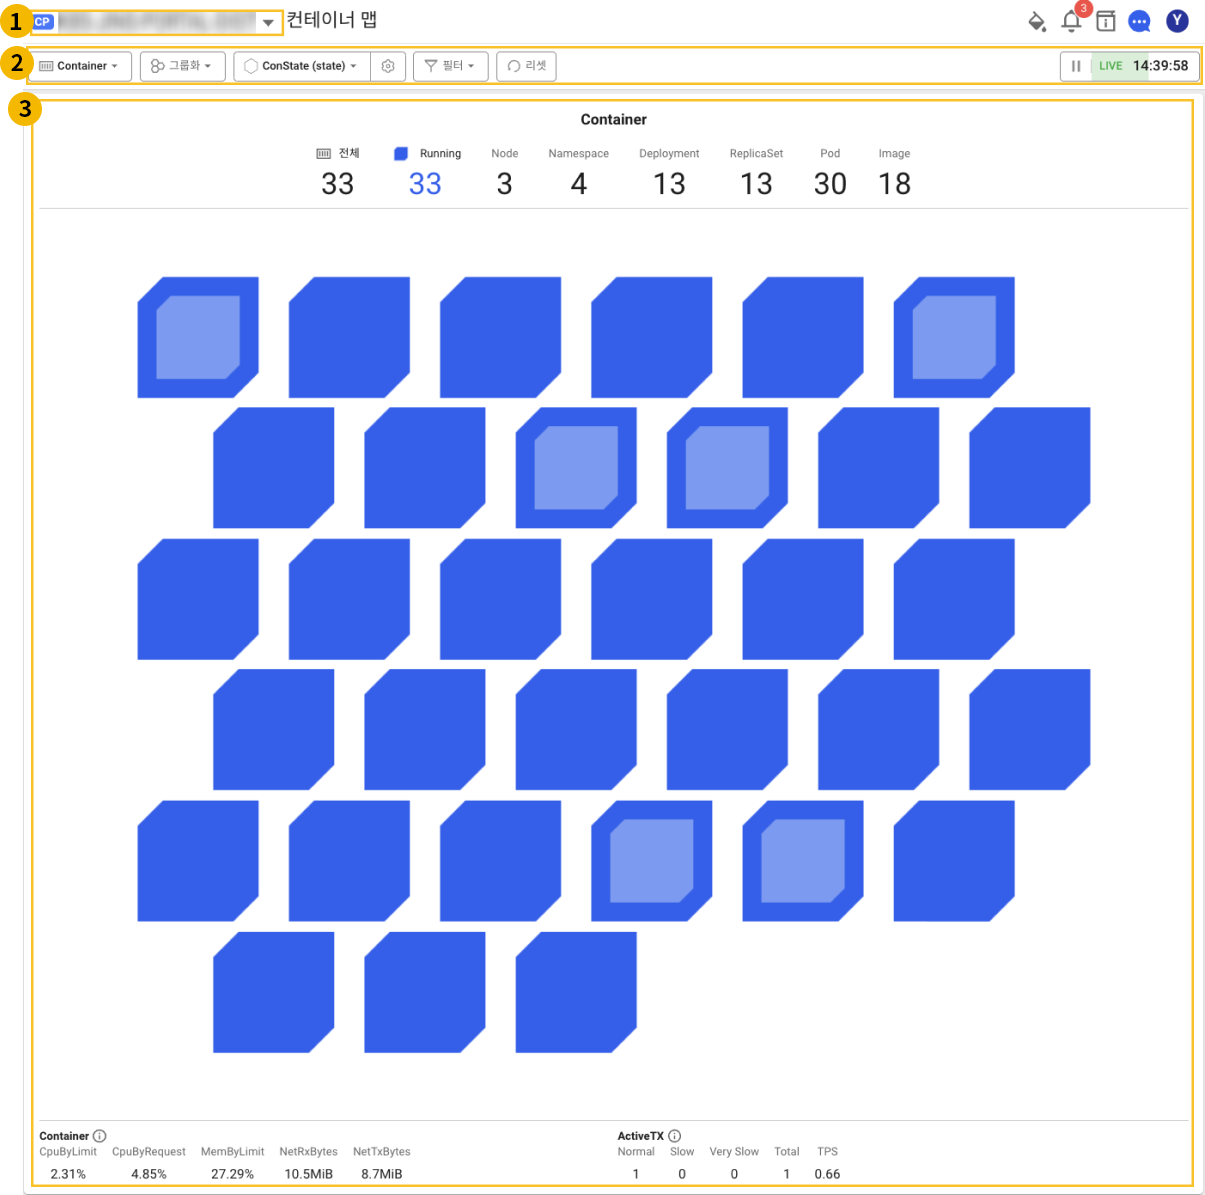 1 CP 컨테이너 맵 3 Y
2 Container 그룹화 ConState (state) 필터 리셋 LIVE 14:39:58
3
Container
전체 Running Node Namespace Deployment ReplicaSet Pod Image
33 33 3 4 13 13 30 18
Container ActiveTX
CpuByLimit CpuByRequest MemByLimit NetRxBytes NetTxBytes Normal Slow Very Slow Total TPS
2.31% 4.85% 27.29% 10.5MiB 8.7MiB 1 0 0 1 0.66